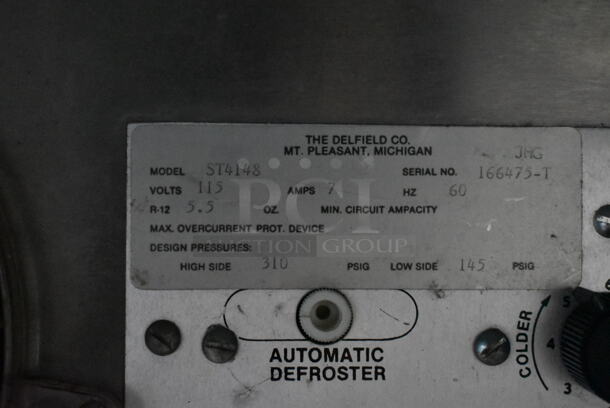 THE DELFIELD CO.
MT. PLEASANT, MICHIGAN JHG
MODEL ST4148 SERIAL NO. 166475-T
VOLTS 115 AMPS 7 HZ 60
R-12 5.5 OZ. MIN. CIRCUIT AMPACITY
MAX. OVERCURRENT PROT. DEVICE
DESIGN PRESSURES:
HIGH SIDE 310 PSIG LOW SIDE 145 PSIG
PCI
AUCTION GROUP
AUTOMATIC
DEFROSTER
COLDER
6
5
4
3